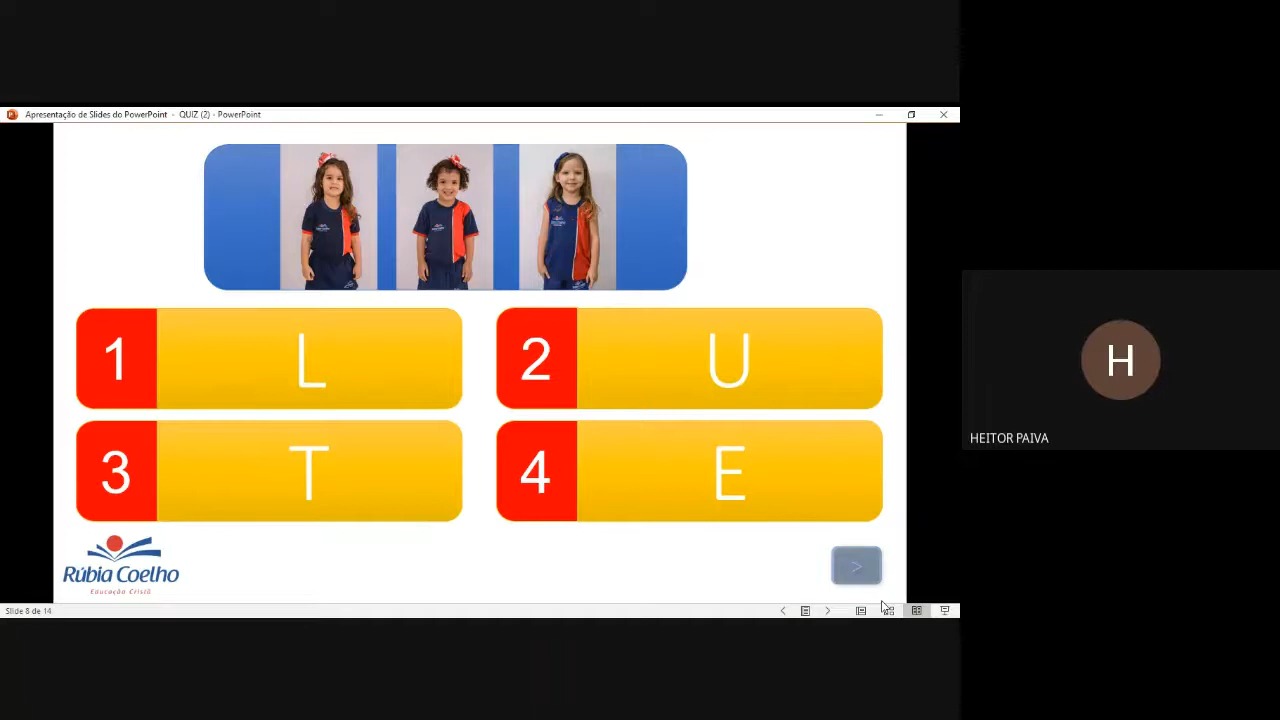 Apresentação de Slides do PowerPoint - QUIZ (2) - PowerPoint
1 L
2 U
3 T
4 E
Rúbia Coelho
Educação Cristã
>
Slide 8 de 14
H
HEITOR PAIVA